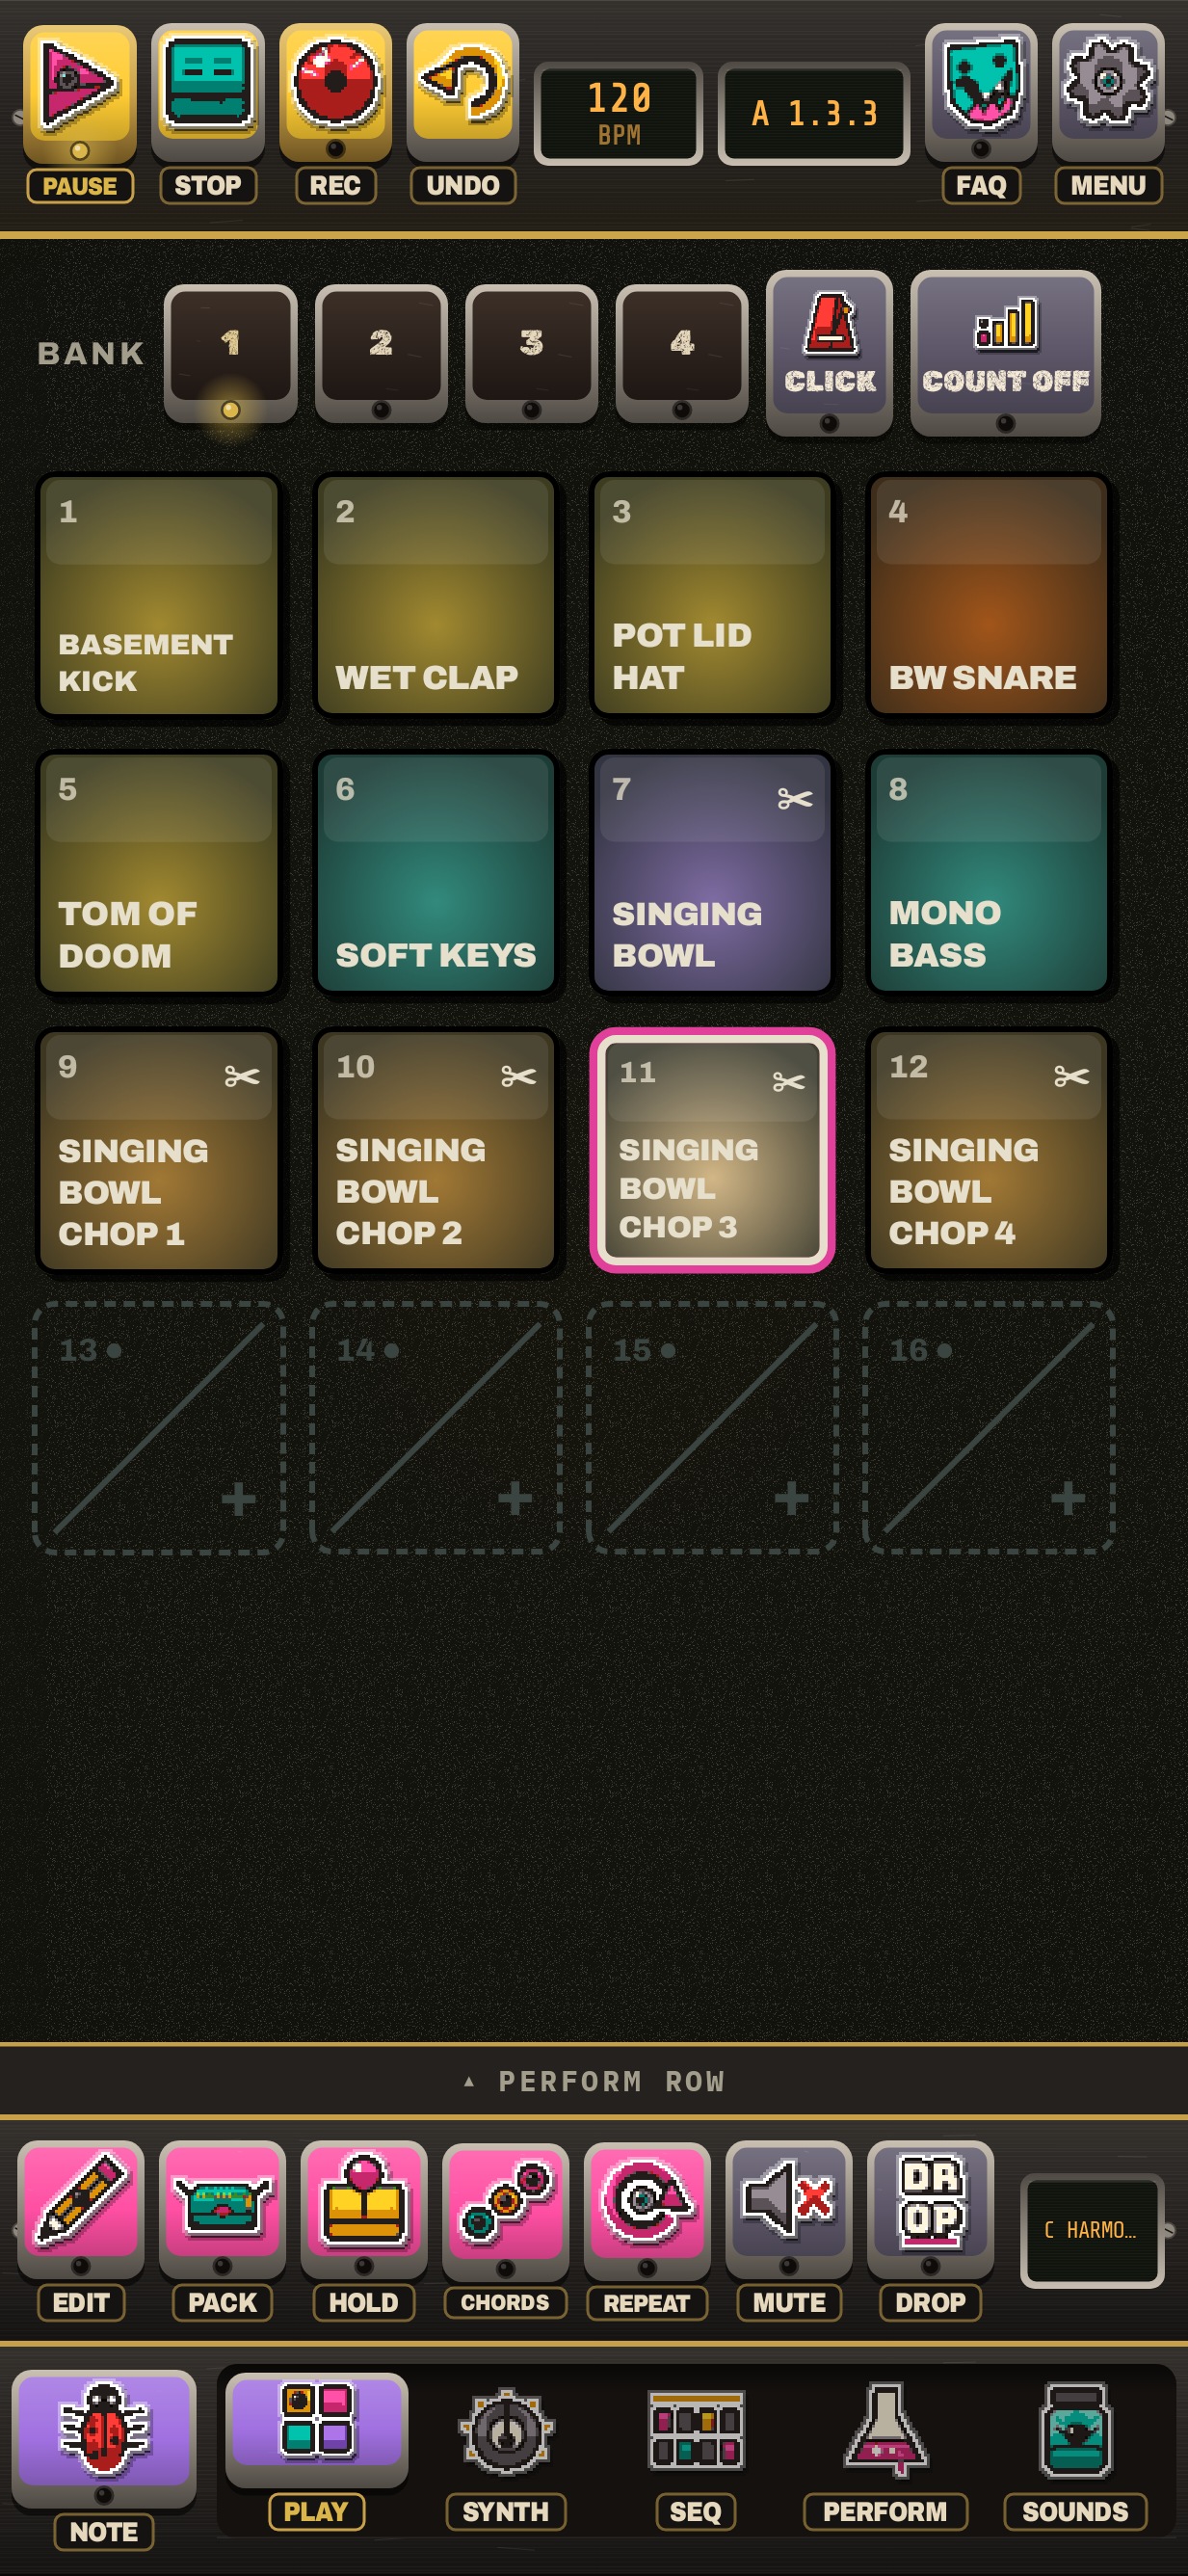 PAUSE STOP REC UNDO 120 BPM A 1.3.3 FAQ MENU
BANK 1 2 3 4 CLICK COUNT OFF
1 2 3 4
BASEMENT KICK
WET CLAP
POT LID HAT
BW SNARE
5 6 7 8
TOM OF DOOM
SOFT KEYS
SINGING BOWL
MONO BASS
9 10 11 12
SINGING BOWL CHOP 1
SINGING BOWL CHOP 2
SINGING BOWL CHOP 3
SINGING BOWL CHOP 4
13 14 15 16
PERFORM ROW
DROP
C HARMO…
EDIT PACK HOLD CHORDS REPEAT MUTE DROP
NOTE PLAY SYNTH SEQ PERFORM SOUNDS